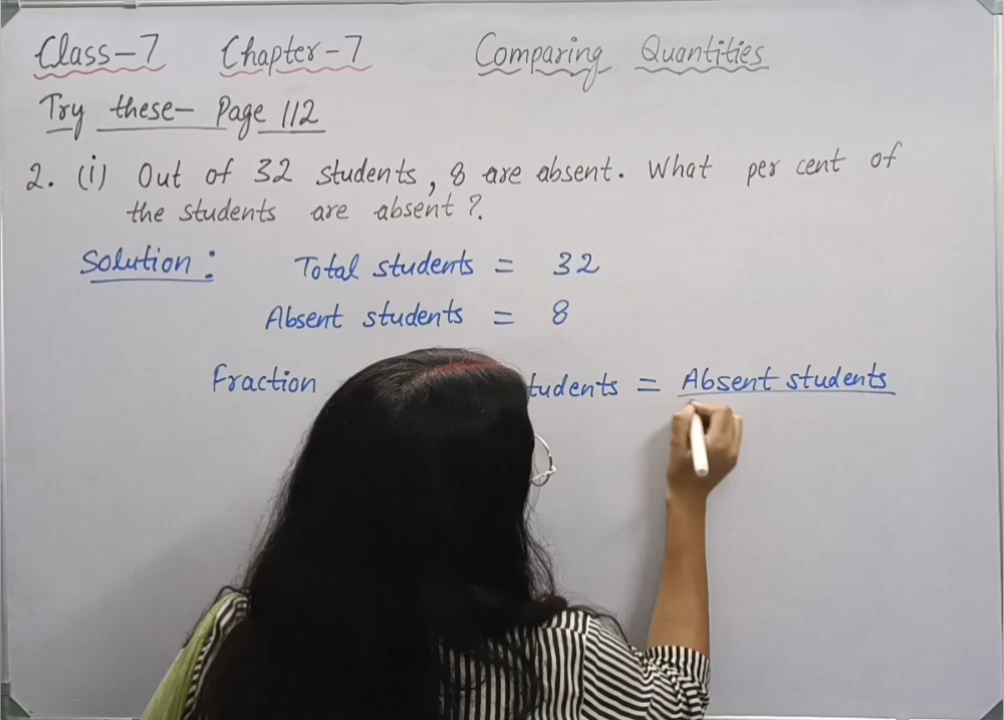 Class-7 Chapter-7 Comparing Quantities
Try these- Page 112
2. (i) Out of 32 students, 8 are absent. What per cent of
the students are absent?.
Solution: Total students = 32
Absent students = 8
Fraction tudents = Absent students